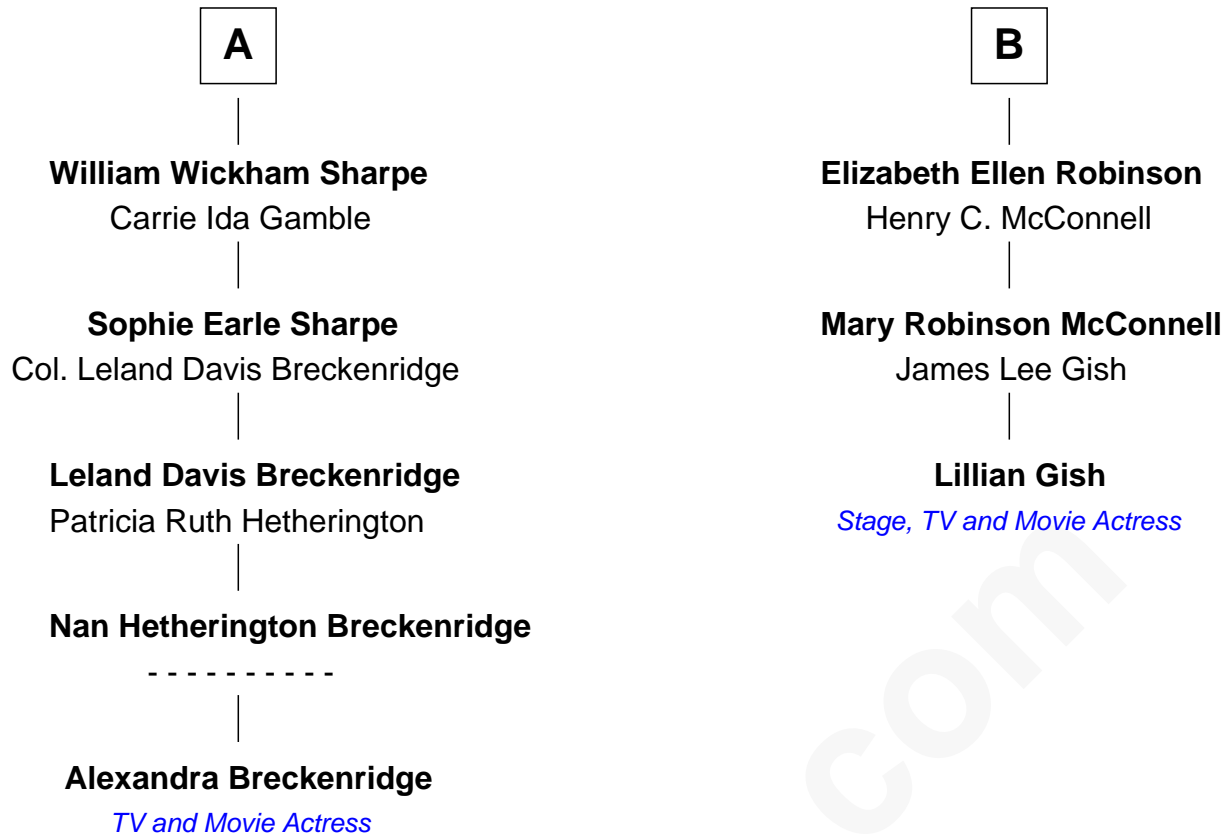 A
William Wickham Sharpe
Carrie Ida Gamble
Sophie Earle Sharpe
Col. Leland Davis Breckenridge
Leland Davis Breckenridge
Patricia Ruth Hetherington
Nan Hetherington Breckenridge
- - - - - - - - - -
Alexandra Breckenridge
TV and Movie Actress
B
Elizabeth Ellen Robinson
Henry C. McConnell
Mary Robinson McConnell
James Lee Gish
Lillian Gish
Stage, TV and Movie Actress
com